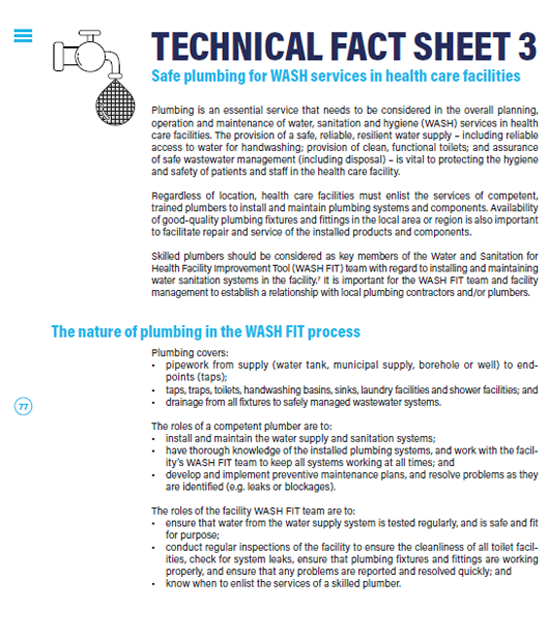 TECHNICAL FACT SHEET 3
Safe plumbing for WASH services in health care facilities
Plumbing is an essential service that needs to be considered in the overall planning,
operation and maintenance of water, sanitation and hygiene (WASH) services in health
care facilities. The provision of a safe, reliable, resilient water supply – including reliable
access to water for handwashing; provision of clean, functional toilets; and assurance
of safe wastewater management (including disposal) – is vital to protecting the hygiene
and safety of patients and staff in the health care facility.
Regardless of location, health care facilities must enlist the services of competent,
trained plumbers to install and maintain plumbing systems and components. Availability
of good-quality plumbing fixtures and fittings in the local area or region is also important
to facilitate repair and service of the installed products and components.
Skilled plumbers should be considered as key members of the Water and Sanitation for
Health Facility Improvement Tool (WASH FIT) team with regard to installing and maintaining
water sanitation systems in the facility.⁷ It is important for the WASH FIT team and facility
management to establish a relationship with local plumbing contractors and/or plumbers.
The nature of plumbing in the WASH FIT process
Plumbing covers:
• pipework from supply (water tank, municipal supply, borehole or well) to end-
points (taps);
• taps, traps, toilets, handwashing basins, sinks, laundry facilities and shower facilities; and
• drainage from all fixtures to safely managed wastewater systems.
77
The roles of a competent plumber are to:
• install and maintain the water supply and sanitation systems;
• have thorough knowledge of the installed plumbing systems, and work with the facil-
ity's WASH FIT team to keep all systems working at all times; and
• develop and implement preventive maintenance plans, and resolve problems as they
are identified (e.g. leaks or blockages).
The roles of the facility WASH FIT team are to:
• ensure that water from the water supply system is tested regularly, and is safe and fit
for purpose;
• conduct regular inspections of the facility to ensure the cleanliness of all toilet facil-
ities, check for system leaks, ensure that plumbing fixtures and fittings are working
properly, and ensure that any problems are reported and resolved quickly; and
• know when to enlist the services of a skilled plumber.